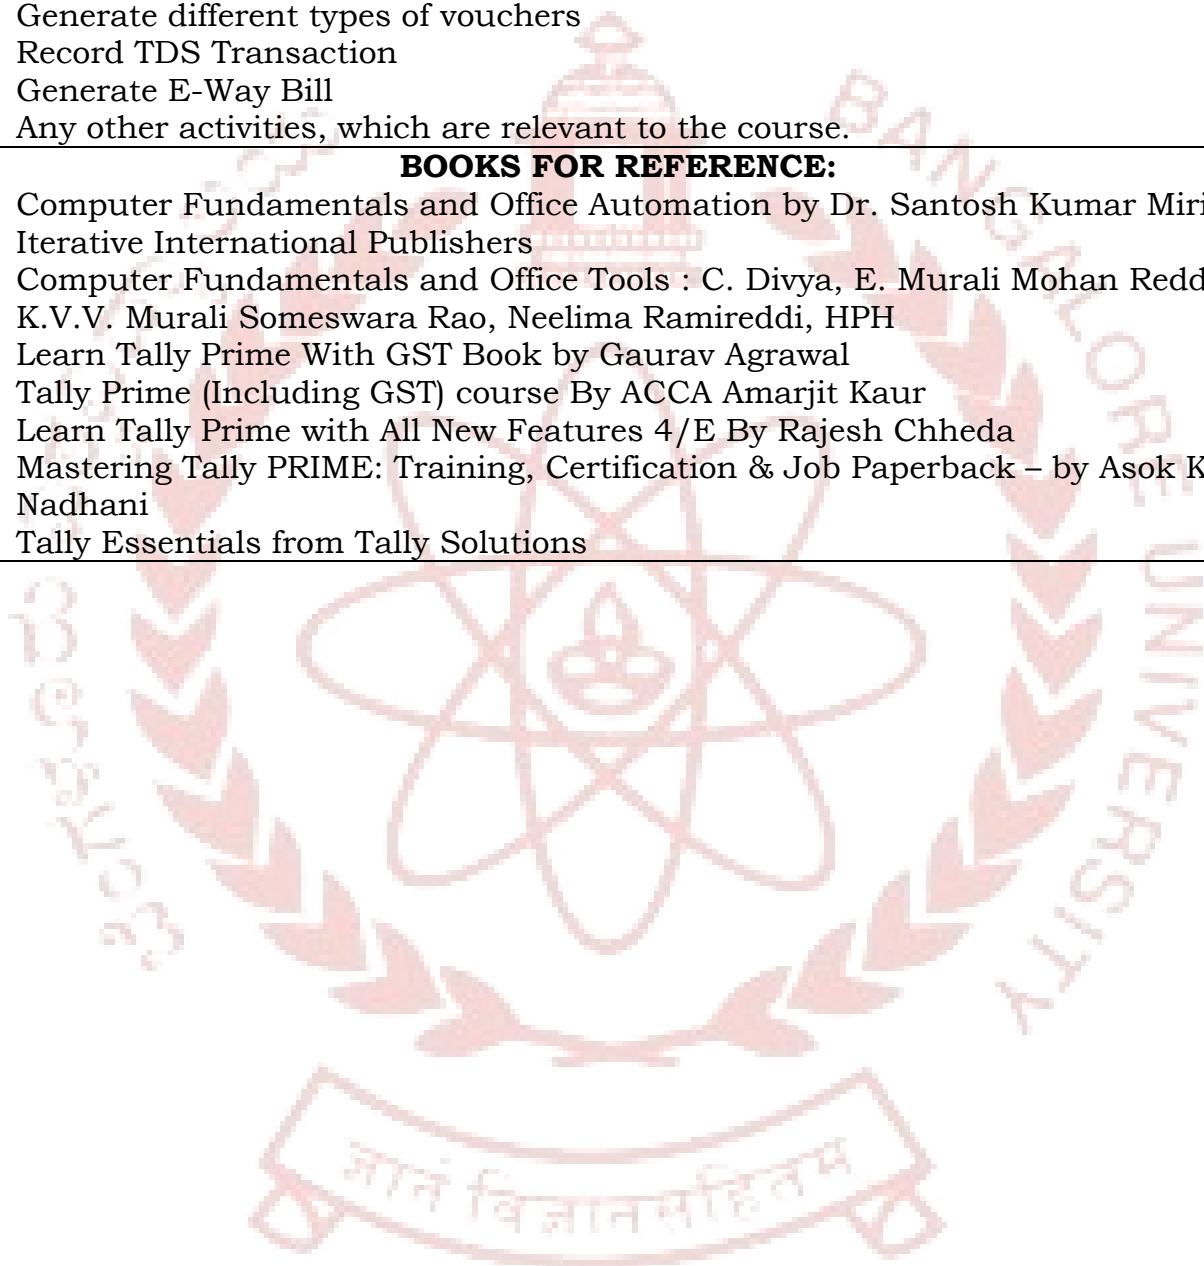 Generate different types of vouchers
Record TDS Transaction
Generate E-Way Bill
Any other activities, which are relevant to the course.
BOOKS FOR REFERENCE:
Computer Fundamentals and Office Automation by Dr. Santosh Kumar Miri
Iterative International Publishers
Computer Fundamentals and Office Tools : C. Divya, E. Murali Mohan Redd
K.V.V. Murali Someswara Rao, Neelima Ramireddi, HPH
Learn Tally Prime With GST Book by Gaurav Agrawal
Tally Prime (Including GST) course By ACCA Amarjit Kaur
Learn Tally Prime with All New Features 4/E By Rajesh Chheda
Mastering Tally PRIME: Training, Certification & Job Paperback – by Asok K
Nadhani
Tally Essentials from Tally Solutions
BANGALORE UNIVERSITY
ज्ञानं विज्ञानसहितम्